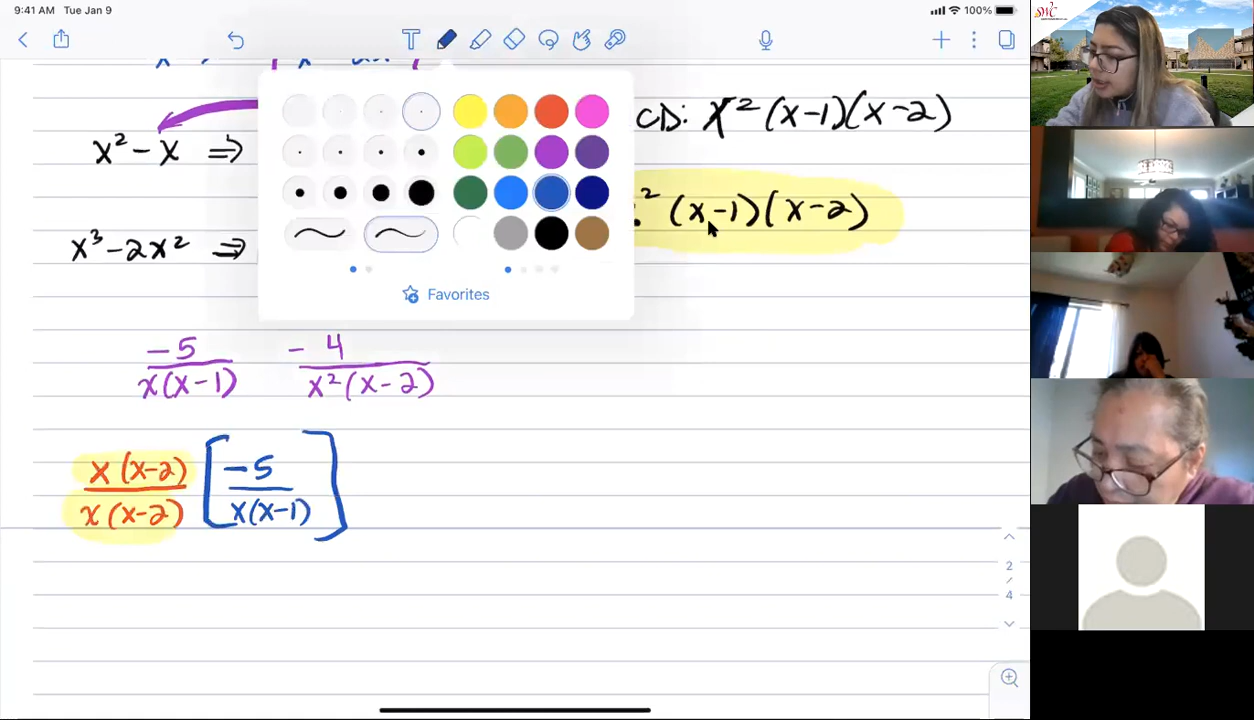 9:41 AM Tue Jan 9
100%
CD: x² (x-1)(x-2)
x² - x ⇒
² (x-1)(x-2)
x³ - 2x² ⇒
Favorites
-5/x(x-1) - 4/x²(x-2)
x(x-2)/x(x-2) [-5/x(x-1)]
2
/
4
SWC